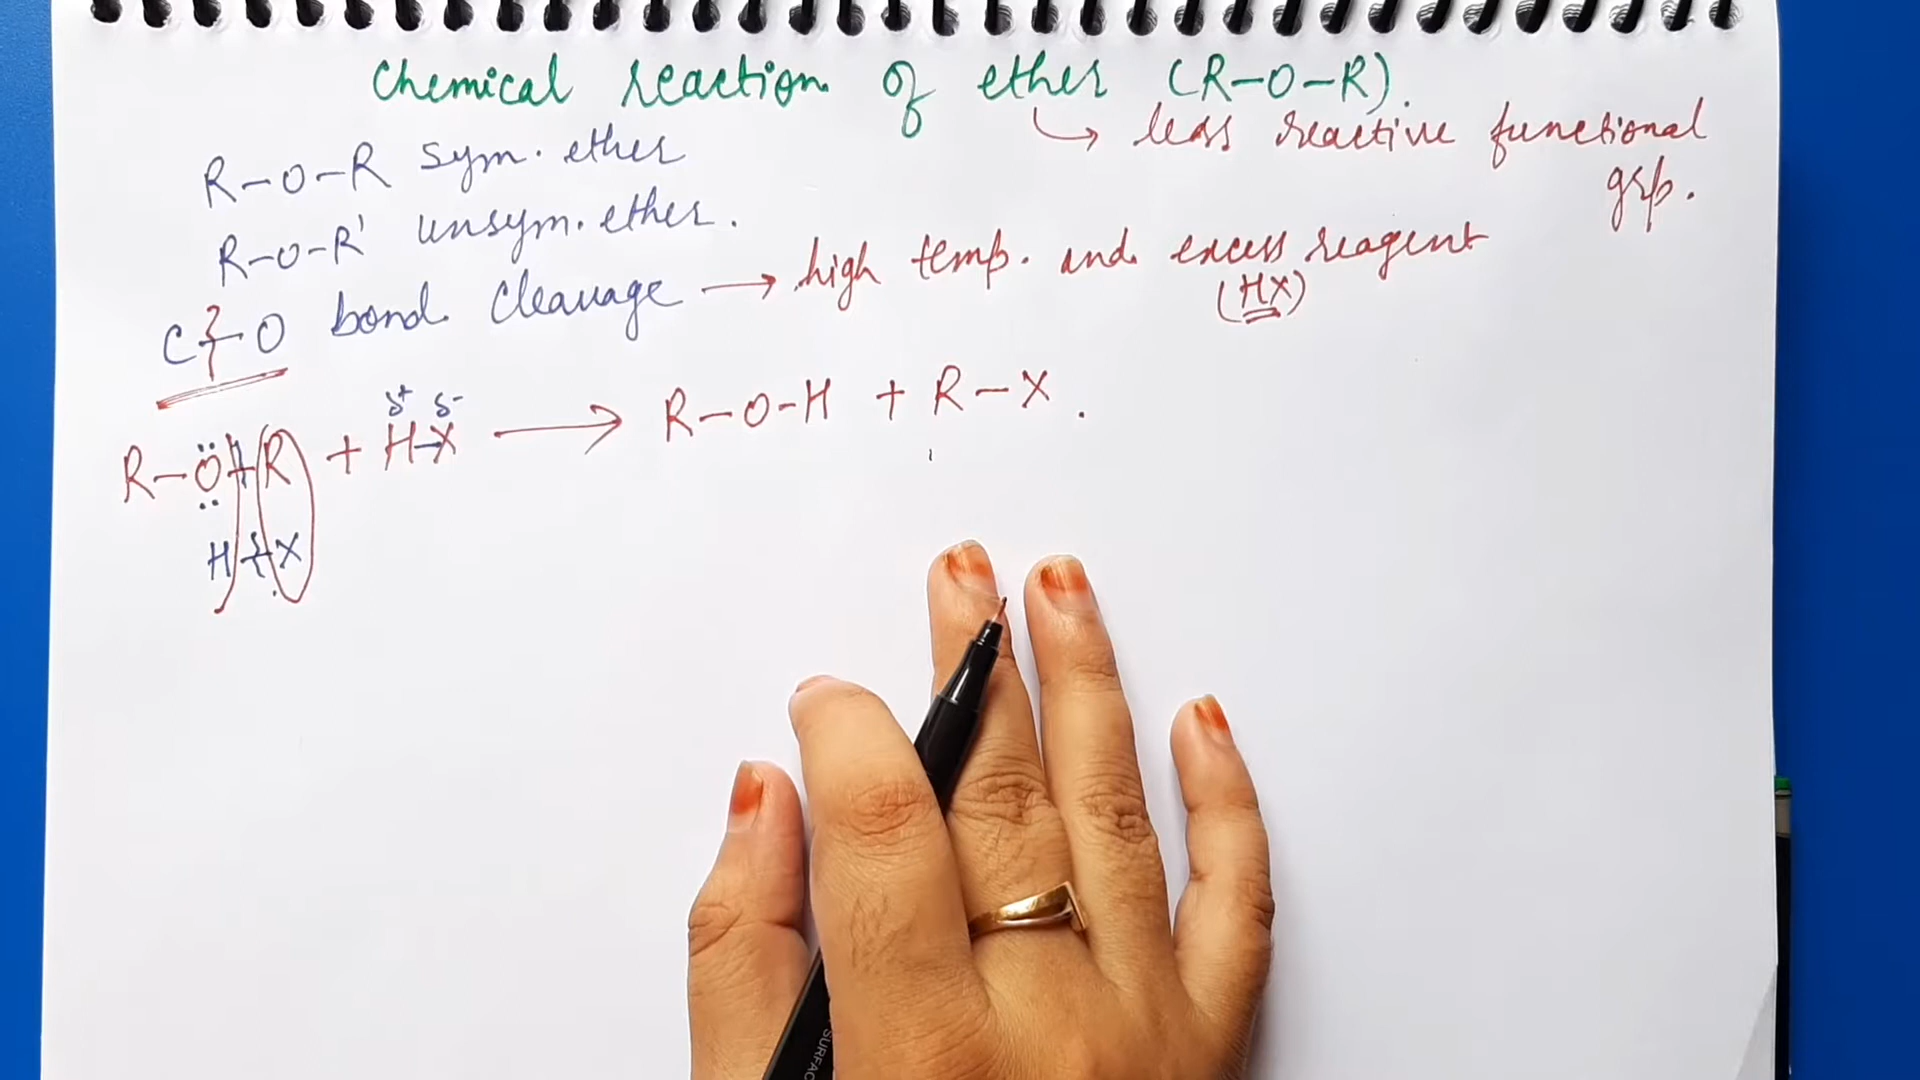 Chemical reaction of ether (R-O-R).
↳ less reactive functional
grp.
R-O-R sym. ether
R-O-R' unsym. ether.
C-O bond cleavage → high temp. and excess reagent
(HX)
δ+ δ-
R-O-R + H-X → R-O-H + R-X.
H-X
SURFAC